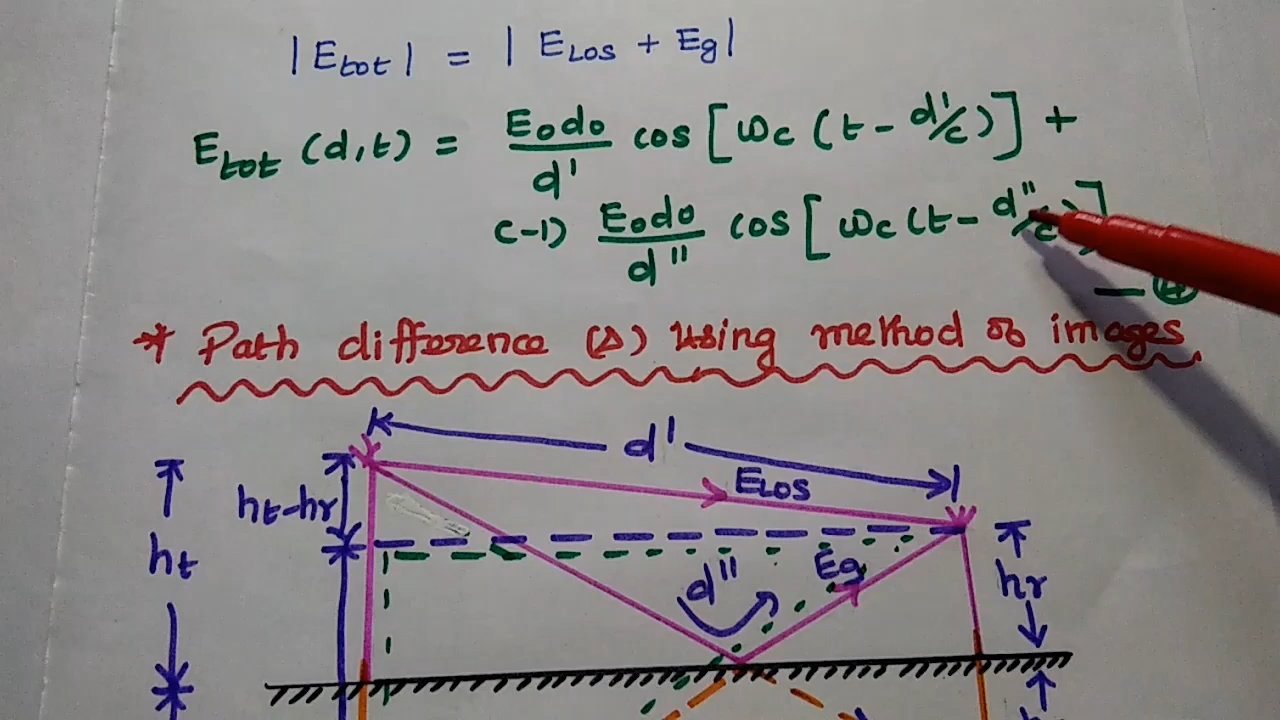 |Etot| = | ELOS + Eg|
Etot (d,t) = E0d0/d' cos [ωc (t - d'/c)] +
(-1) E0d0/d'' cos [ωc (t - d''/c)]
* Path difference (Δ) using method of images
d'
ELOS
ht-hr
ht
d''
Eg
hr